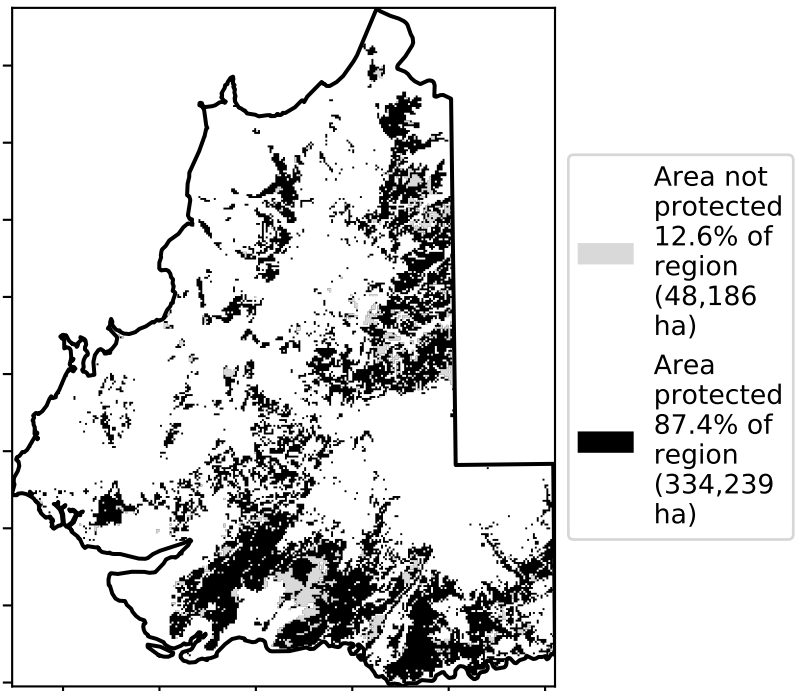 Area not
protected
12.6% of
region
(48,186
ha)
Area
protected
87.4% of
region
(334,239
ha)